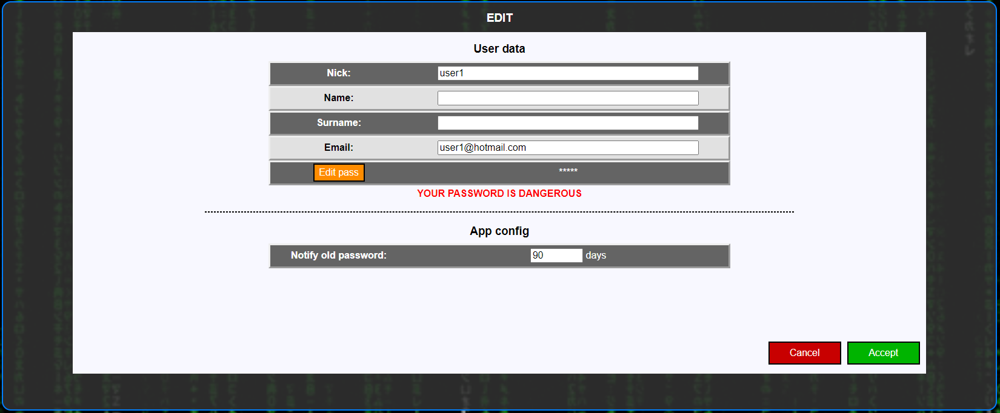 EDIT
User data
Nick: user1
Name:
Surname:
Email: user1@hotmail.com
Edit pass *****
YOUR PASSWORD IS DANGEROUS
App config
Notify old password: 90 days
Cancel Accept